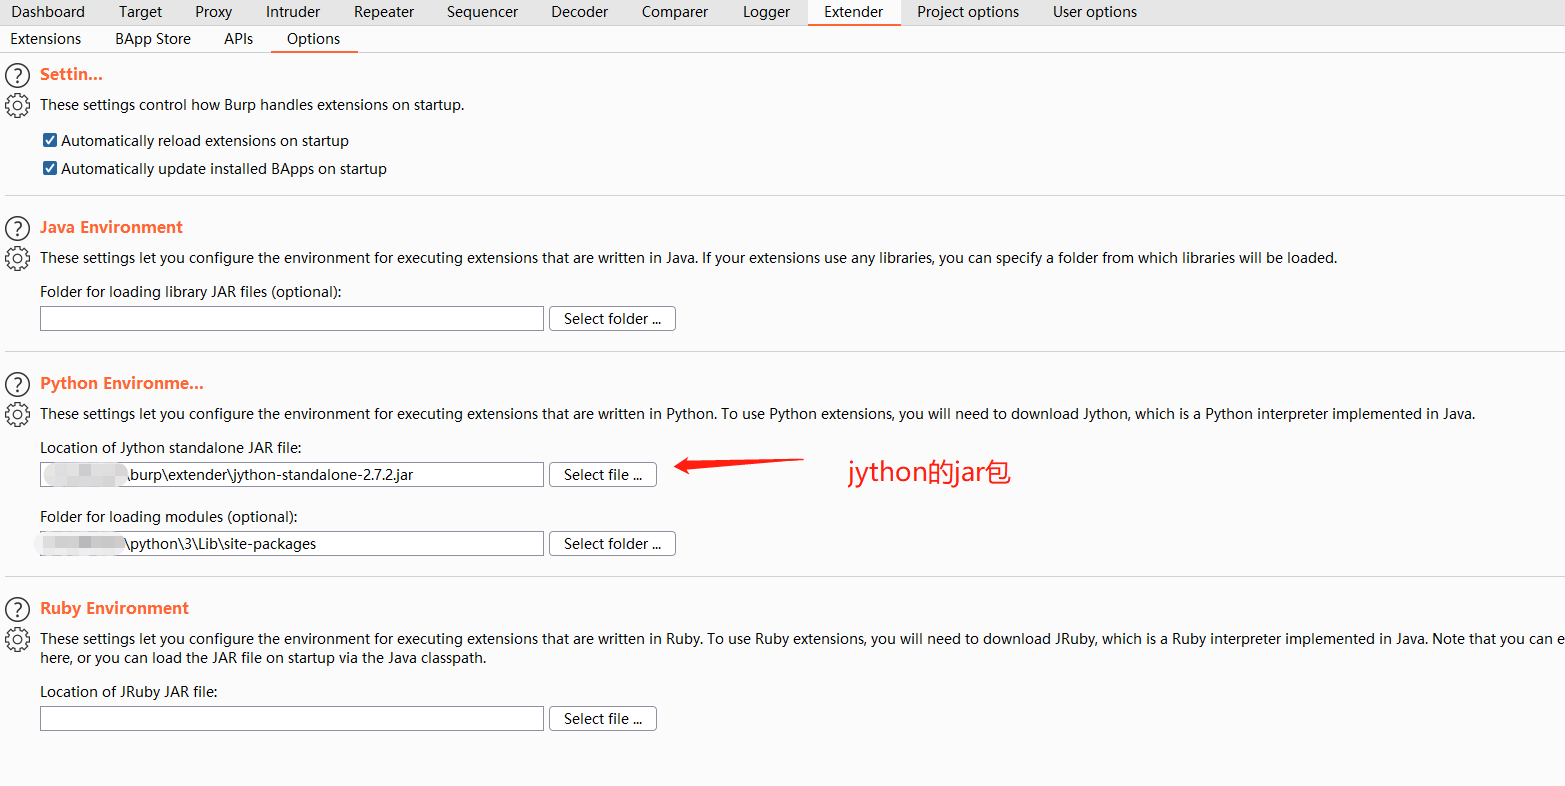 Dashboard Target Proxy Intruder Repeater Sequencer Decoder Comparer Logger Extender Project options User options
Extensions BApp Store APIs Options
Settin...
These settings control how Burp handles extensions on startup.
Automatically reload extensions on startup
Automatically update installed BApps on startup
Java Environment
These settings let you configure the environment for executing extensions that are written in Java. If your extensions use any libraries, you can specify a folder from which libraries will be loaded.
Folder for loading library JAR files (optional):
Select folder ...
Python Environme...
These settings let you configure the environment for executing extensions that are written in Python. To use Python extensions, you will need to download Jython, which is a Python interpreter implemented in Java.
Location of Jython standalone JAR file:
\burp\extender\jython-standalone-2.7.2.jar Select file ... jython的jar包
Folder for loading modules (optional):
\python\3\Lib\site-packages Select folder ...
Ruby Environment
These settings let you configure the environment for executing extensions that are written in Ruby. To use Ruby extensions, you will need to download JRuby, which is a Ruby interpreter implemented in Java. Note that you can e
here, or you can load the JAR file on startup via the Java classpath.
Location of JRuby JAR file:
Select file ...